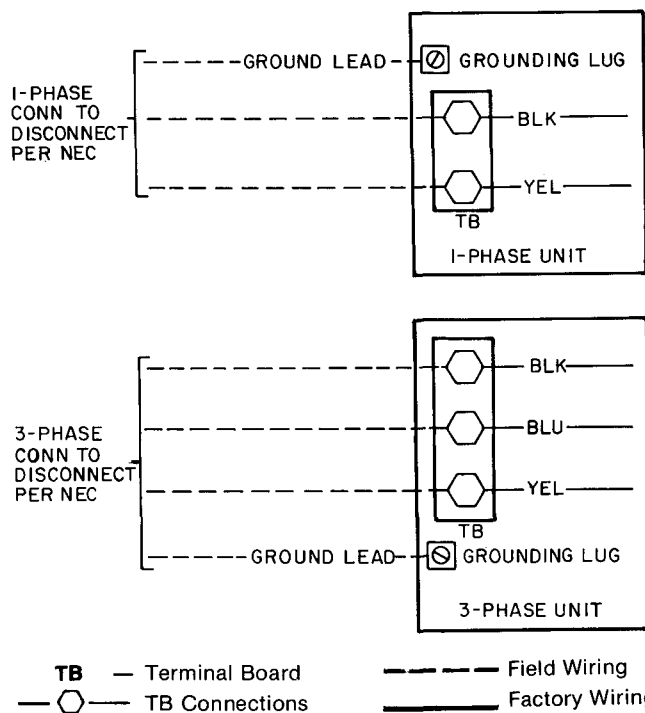 GROUND LEAD
GROUNDING LUG
1-PHASE
CONN TO
DISCONNECT
PER NEC
BLK
YEL
TB
1-PHASE UNIT
BLK
3-PHASE
CONN TO
DISCONNECT
PER NEC
BLU
YEL
TB
GROUND LEAD
GROUNDING LUG
3-PHASE UNIT
TB — Terminal Board
TB Connections
Field Wiring
Factory Wiring